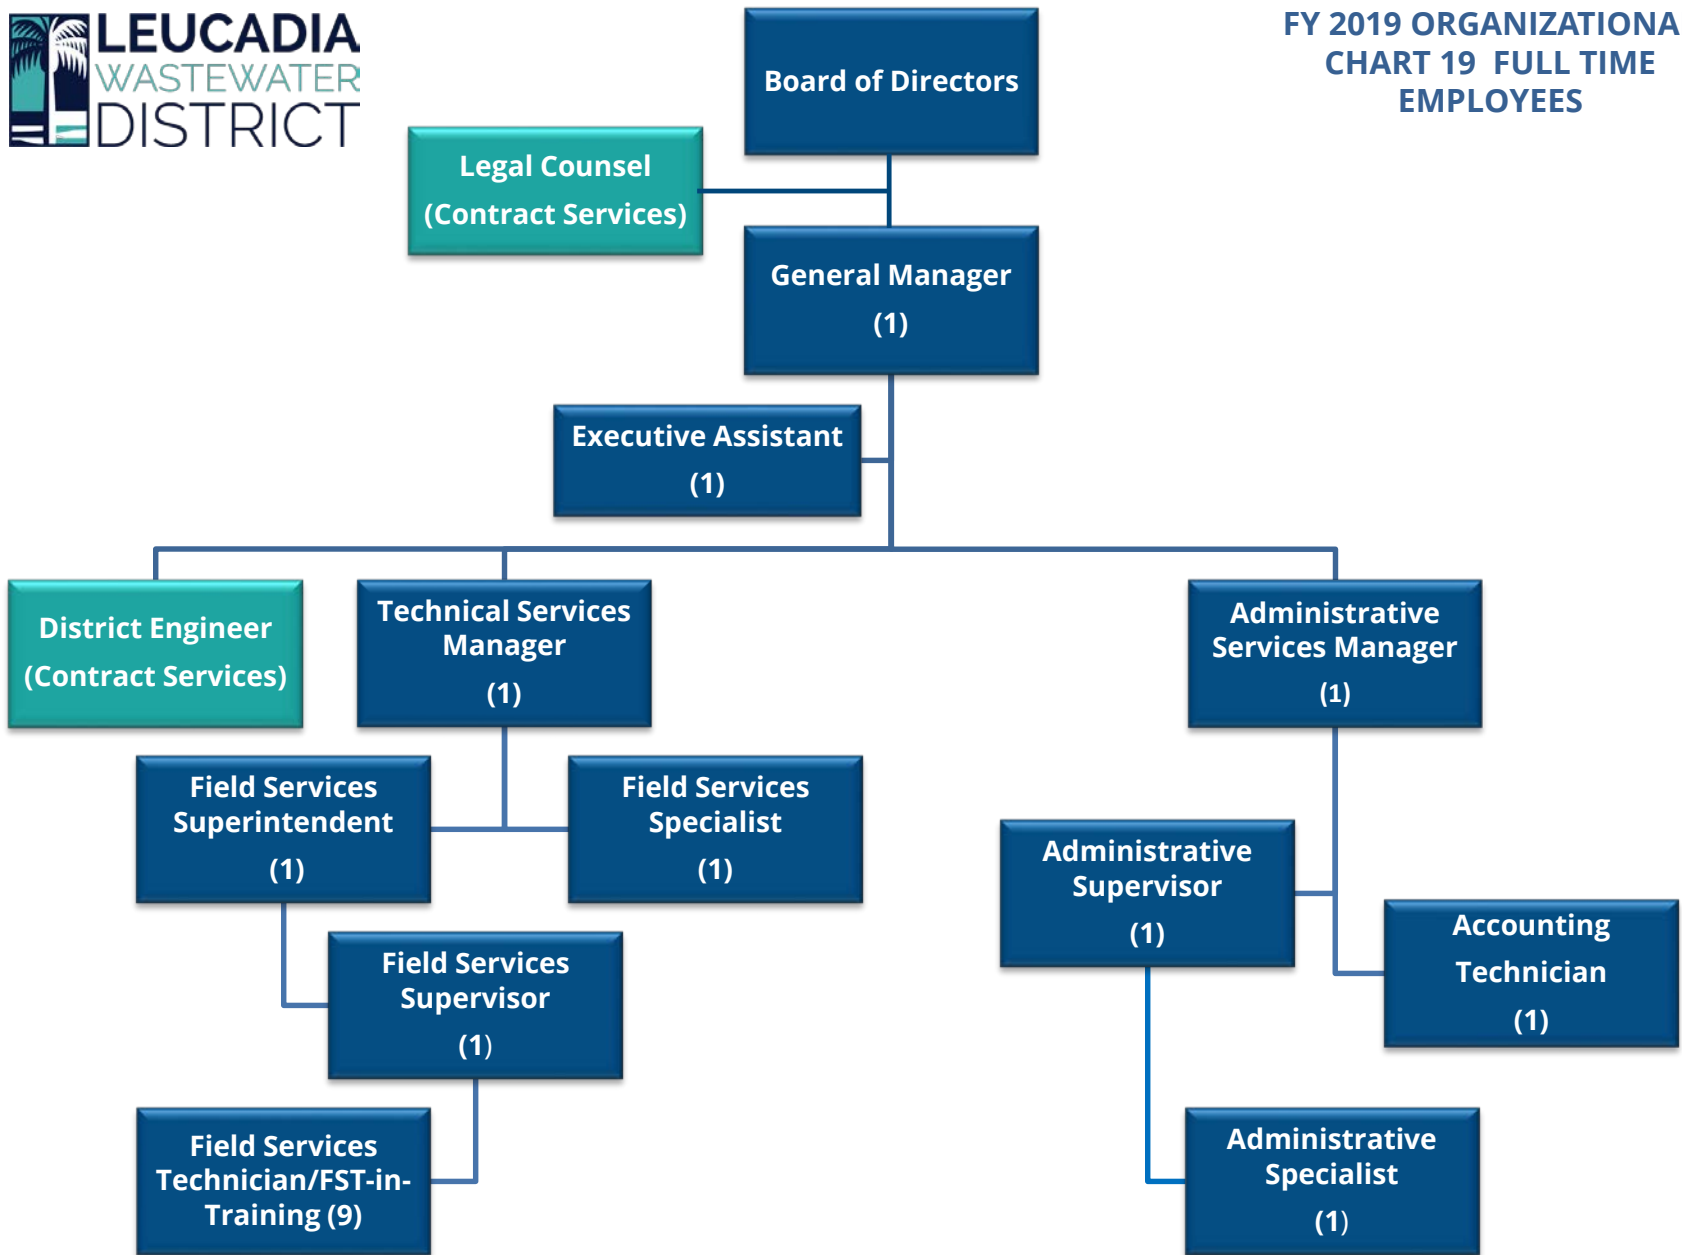 LEUCADIA
WASTEWATER
DISTRICT
FY 2019 ORGANIZATIONA
CHART 19 FULL TIME
EMPLOYEES
Board of Directors
Legal Counsel
(Contract Services)
General Manager
(1)
Executive Assistant
(1)
District Engineer
(Contract Services)
Technical Services
Manager
(1)
Administrative
Services Manager
(1)
Field Services
Superintendent
(1)
Field Services
Specialist
(1)
Administrative
Supervisor
(1)
Accounting
Technician
(1)
Field Services
Supervisor
(1)
Field Services
Technician/FST-in-
Training (9)
Administrative
Specialist
(1)